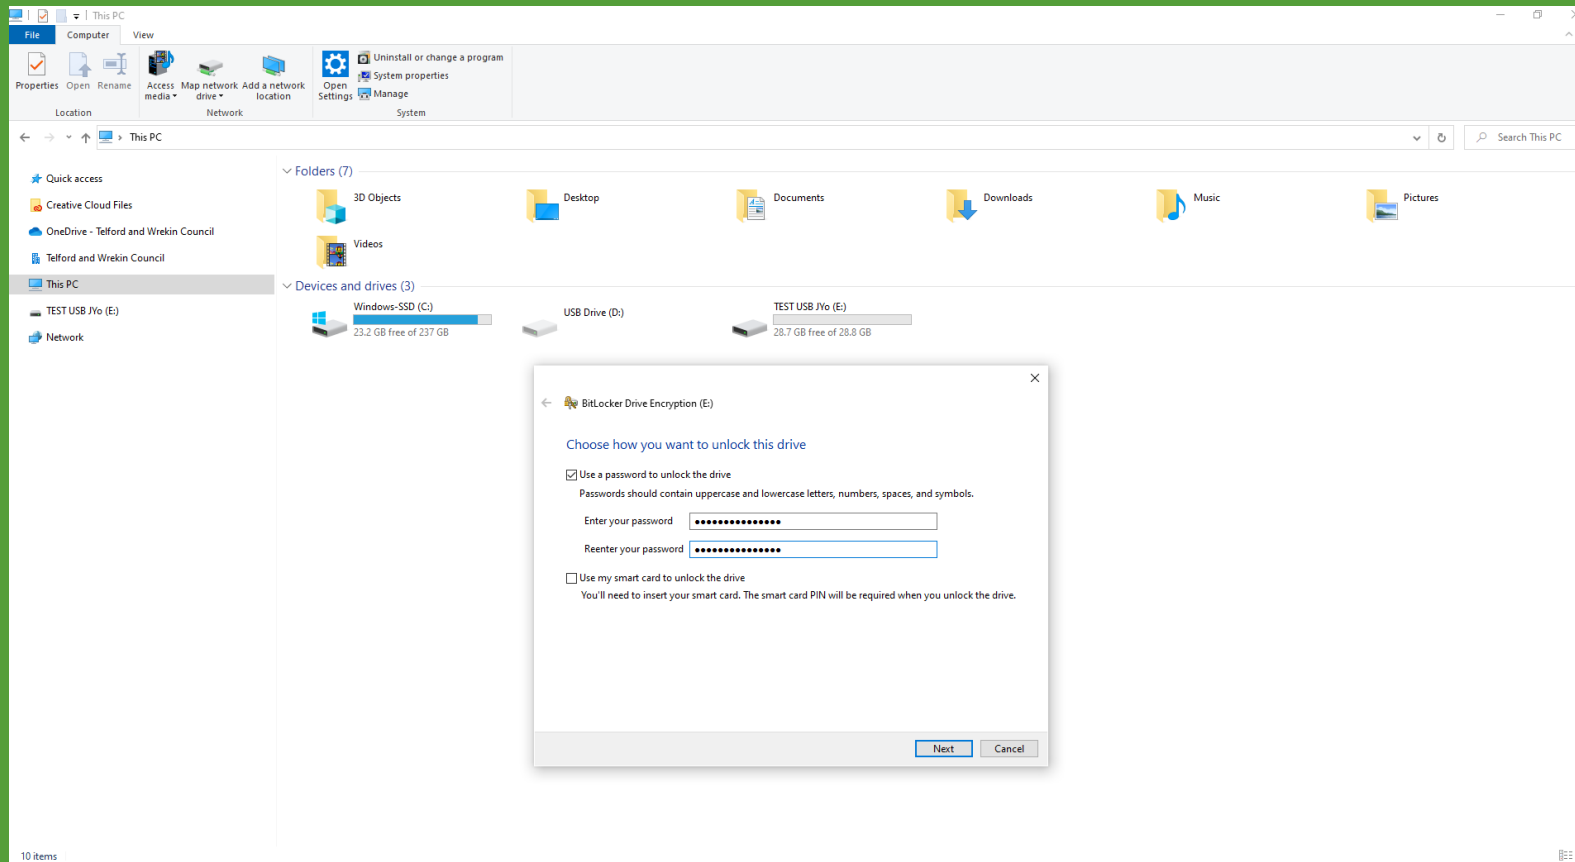 This PC
File Computer View
Properties Open Rename Access media Map network drive Add a network location Open Settings Uninstall or change a program
System properties
Manage
Location Network System
This PC Search This PC
Quick access
Creative Cloud Files
OneDrive - Telford and Wrekin Council
Telford and Wrekin Council
This PC
TEST USB JYo (E:)
Network
Folders (7)
3D Objects Desktop Documents Downloads Music Pictures
Videos
Devices and drives (3)
Windows-SSD (C:)
23.2 GB free of 237 GB
USB Drive (D:)
TEST USB JYo (E:)
28.7 GB free of 28.8 GB
BitLocker Drive Encryption (E:)
Choose how you want to unlock this drive
Use a password to unlock the drive
Passwords should contain uppercase and lowercase letters, numbers, spaces, and symbols.
Enter your password
Reenter your password
Use my smart card to unlock the drive
You'll need to insert your smart card. The smart card PIN will be required when you unlock the drive.
Next Cancel
10 items